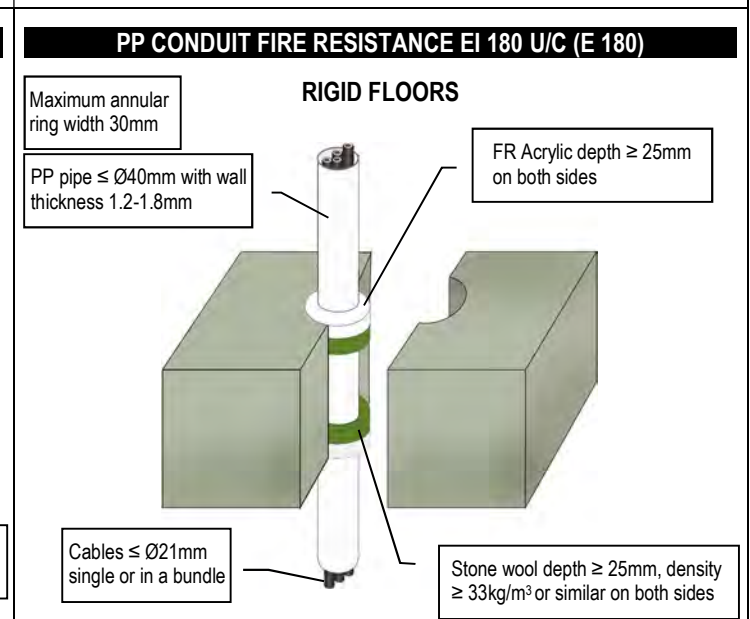 PP CONDUIT FIRE RESISTANCE EI 180 U/C (E 180)
RIGID FLOORS
Maximum annular
ring width 30mm
PP pipe ≤ Ø40mm with wall
thickness 1.2-1.8mm
FR Acrylic depth ≥ 25mm
on both sides
Cables ≤ Ø21mm
single or in a bundle
Stone wool depth ≥ 25mm, density
≥ 33kg/m³ or similar on both sides